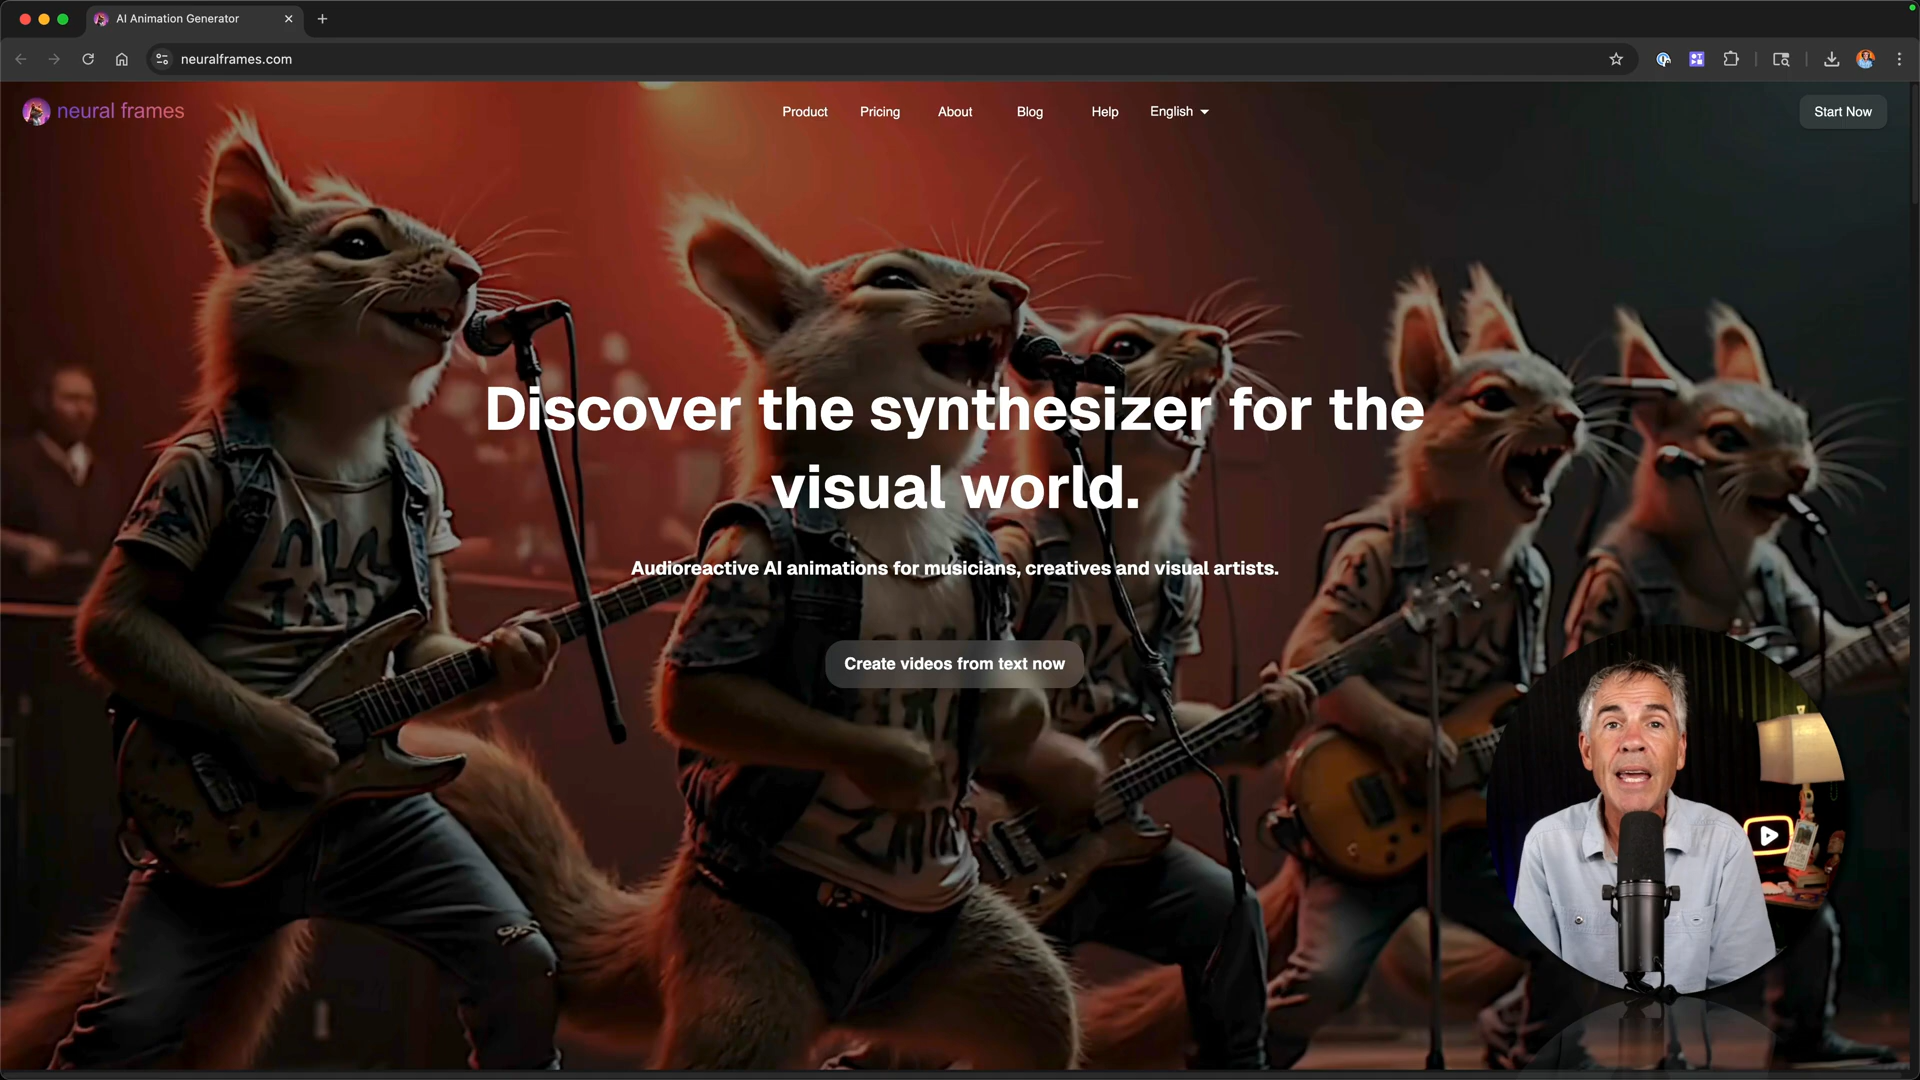 AI Animation Generator
neuralframes.com
neural frames
Product
Pricing
About
Blog
Help
English
Start Now
Discover the synthesizer for the
visual world.
Audioreactive AI animations for musicians, creatives and visual artists.
Create videos from text now